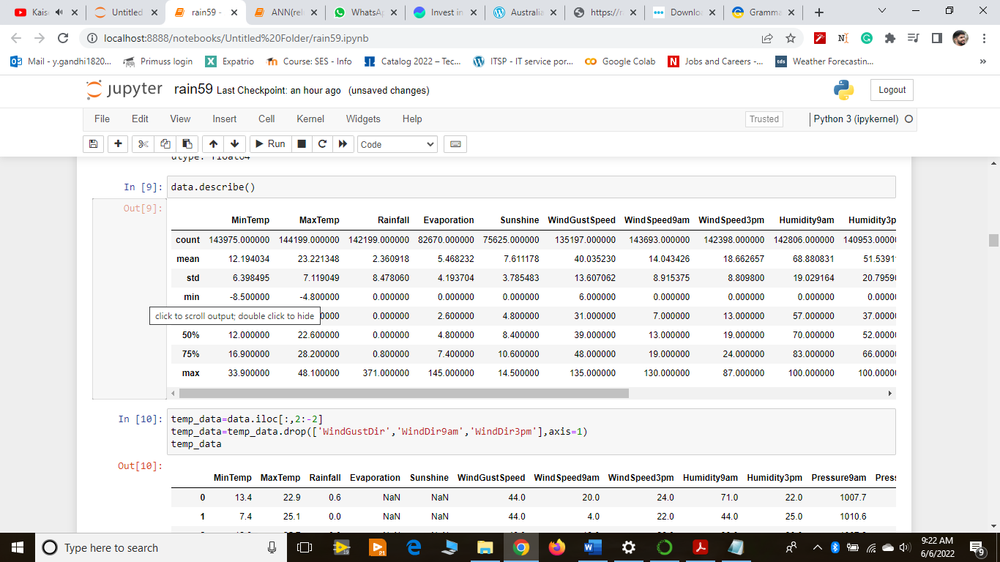 Kaise
Untitled
rain59 -
ANN(rel
WhatsAp
Invest in
Australia
https://r
Downlo
Gramma
localhost:8888/notebooks/Untitled%20Folder/rain59.ipynb
Mail - y.gandhi1820... Primuss login Expatrio Course: SES - Info Catalog 2022 – Tec... ITSP - IT service por... Google Colab Jobs and Careers -... Weather Forecastin... »
jupyter rain59 Last Checkpoint: an hour ago (unsaved changes) Logout
File Edit View Insert Cell Kernel Widgets Help Trusted Python 3 (ipykernel)
Run Code
dtype: float64
In [9]: data.describe()
Out[9]:
MinTemp MaxTemp Rainfall Evaporation Sunshine WindGustSpeed WindSpeed9am WindSpeed3pm Humidity9am Humidity3p
count 143975.000000 144199.000000 142199.000000 82670.000000 75625.000000 135197.000000 143693.000000 142398.000000 142806.000000 140953.0000
mean 12.194034 23.221348 2.360918 5.468232 7.611178 40.035230 14.043426 18.662657 68.880831 51.5391
std 6.398495 7.119049 8.478060 4.193704 3.785483 13.607062 8.915375 8.809800 19.029164 20.7959
min -8.500000 -4.800000 0.000000 0.000000 0.000000 6.000000 0.000000 0.000000 0.000000 0.0000
click to scroll output; double click to hide 0000 0.000000 2.600000 4.800000 31.000000 7.000000 13.000000 57.000000 37.0000
50% 12.000000 22.600000 0.000000 4.800000 8.400000 39.000000 13.000000 19.000000 70.000000 52.0000
75% 16.900000 28.200000 0.800000 7.400000 10.600000 48.000000 19.000000 24.000000 83.000000 66.0000
max 33.900000 48.100000 371.000000 145.000000 14.500000 135.000000 130.000000 87.000000 100.000000 100.0000
In [10]: temp_data=data.iloc[:,2:-2]
temp_data=temp_data.drop(['WindGustDir','WindDir9am','WindDir3pm'],axis=1)
temp_data
Out[10]:
MinTemp MaxTemp Rainfall Evaporation Sunshine WindGustSpeed WindSpeed9am WindSpeed3pm Humidity9am Humidity3pm Pressure9am Press
0 13.4 22.9 0.6 NaN NaN 44.0 20.0 24.0 71.0 22.0 1007.7
1 7.4 25.1 0.0 NaN NaN 44.0 4.0 22.0 44.0 25.0 1010.6
Type here to search
9:22 AM
6/6/2022
9